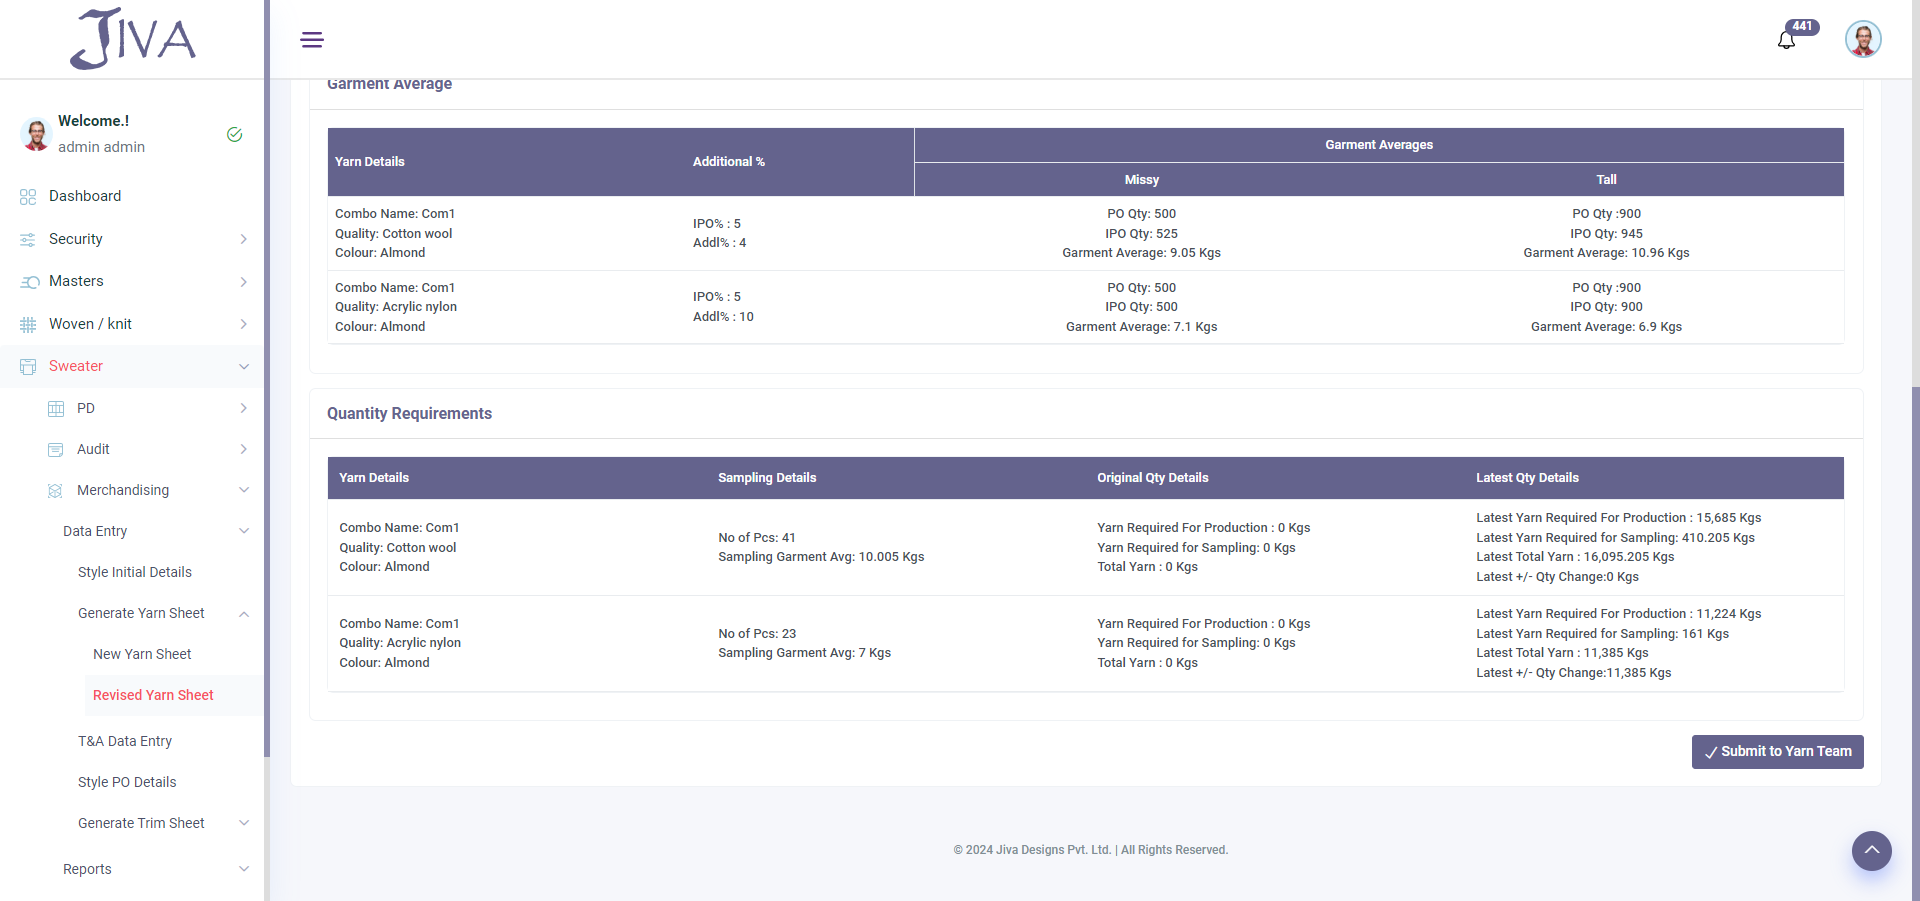 JIVA
441
Welcome.!
admin admin
Dashboard
Security
Masters
Woven / knit
Sweater
PD
Audit
Merchandising
Data Entry
Style Initial Details
Generate Yarn Sheet
New Yarn Sheet
Revised Yarn Sheet
T&A Data Entry
Style PO Details
Generate Trim Sheet
Reports
Garment Average
Yarn Details Additional % Garment Averages
Missy Tall
Combo Name: Com1
Quality: Cotton wool
Colour: Almond
IPO% : 5
Addl% : 4
PO Qty: 500
IPO Qty: 525
Garment Average: 9.05 Kgs
PO Qty :900
IPO Qty: 945
Garment Average: 10.96 Kgs
Combo Name: Com1
Quality: Acrylic nylon
Colour: Almond
IPO% : 5
Addl% : 10
PO Qty: 500
IPO Qty: 500
Garment Average: 7.1 Kgs
PO Qty :900
IPO Qty: 900
Garment Average: 6.9 Kgs
Quantity Requirements
Yarn Details Sampling Details Original Qty Details Latest Qty Details
Combo Name: Com1
Quality: Cotton wool
Colour: Almond
No of Pcs: 41
Sampling Garment Avg: 10.005 Kgs
Yarn Required For Production : 0 Kgs
Yarn Required for Sampling: 0 Kgs
Total Yarn : 0 Kgs
Latest Yarn Required For Production : 15,685 Kgs
Latest Yarn Required for Sampling: 410.205 Kgs
Latest Total Yarn : 16,095.205 Kgs
Latest +/- Qty Change:0 Kgs
Combo Name: Com1
Quality: Acrylic nylon
Colour: Almond
No of Pcs: 23
Sampling Garment Avg: 7 Kgs
Yarn Required For Production : 0 Kgs
Yarn Required for Sampling: 0 Kgs
Total Yarn : 0 Kgs
Latest Yarn Required For Production : 11,224 Kgs
Latest Yarn Required for Sampling: 161 Kgs
Latest Total Yarn : 11,385 Kgs
Latest +/- Qty Change:11,385 Kgs
Submit to Yarn Team
© 2024 Jiva Designs Pvt. Ltd. | All Rights Reserved.